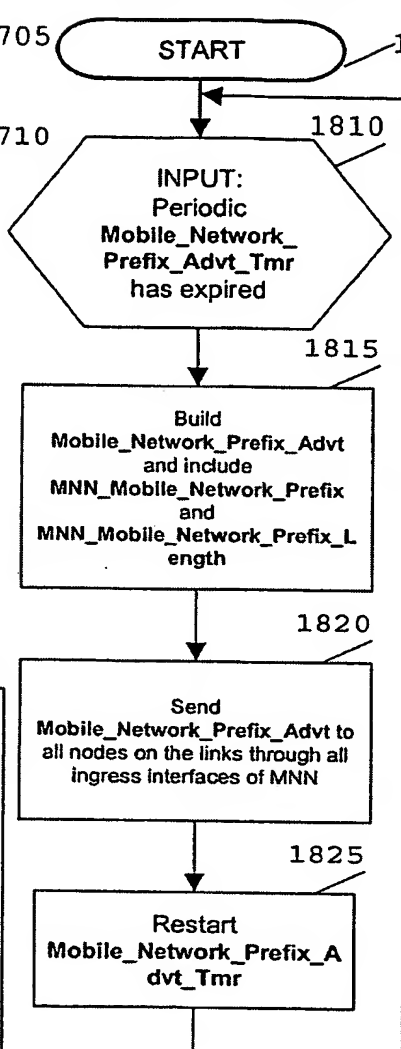 705
START
1
710
1810
INPUT:
Periodic
Mobile_Network_
Prefix_Advt_Tmr
has expired
1815
Build
Mobile_Network_Prefix_Advt
and include
MNN_Mobile_Network_Prefix
and
MNN_Mobile_Network_Prefix_L
ength
1820
Send
Mobile_Network_Prefix_Advt to
all nodes on the links through all
ingress interfaces of MNN
1825
Restart
Mobile_Network_Prefix_A
dvt_Tmr